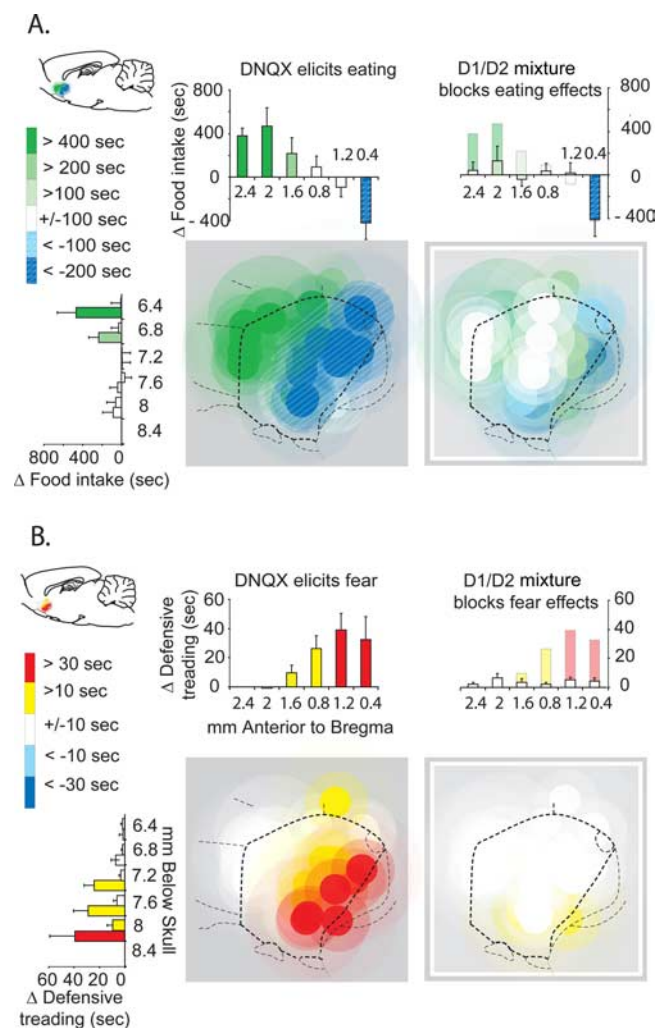 A.
DNQX elicits eating
D1/D2 mixture
blocks eating effects
> 400 sec
> 200 sec
>100 sec
+/-100 sec
< -100 sec
< -200 sec
Δ Food intake (sec)
800
400
0
- 400
2.4 2 1.6 0.8 1.2 0.4
800
400
0
- 400
2.4 2 1.6 0.8 1.2 0.4
6.4
6.8
7.2
7.6
8
8.4
800 400 0
Δ Food intake (sec)
B.
DNQX elicits fear
D1/D2 mixture
blocks fear effects
> 30 sec
>10 sec
+/-10 sec
< -10 sec
< -30 sec
Δ Defensive
treading (sec)
60
40
20
0
2.4 2 1.6 0.8 1.2 0.4
mm Anterior to Bregma
60
40
20
0
2.4 2 1.6 0.8 1.2 0.4
6.4
6.8
7.2
7.6
8
8.4
mm Below Skull
60 40 20 0
Δ Defensive
treading (sec)